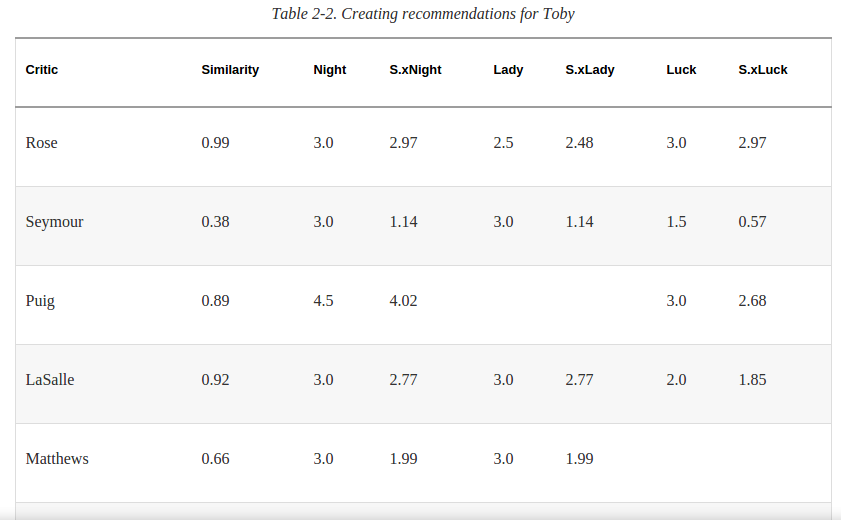 Table 2-2. Creating recommendations for Toby
Critic Similarity Night S.xNight Lady S.xLady Luck S.xLuck
Rose 0.99 3.0 2.97 2.5 2.48 3.0 2.97
Seymour 0.38 3.0 1.14 3.0 1.14 1.5 0.57
Puig 0.89 4.5 4.02 3.0 2.68
LaSalle 0.92 3.0 2.77 3.0 2.77 2.0 1.85
Matthews 0.66 3.0 1.99 3.0 1.99